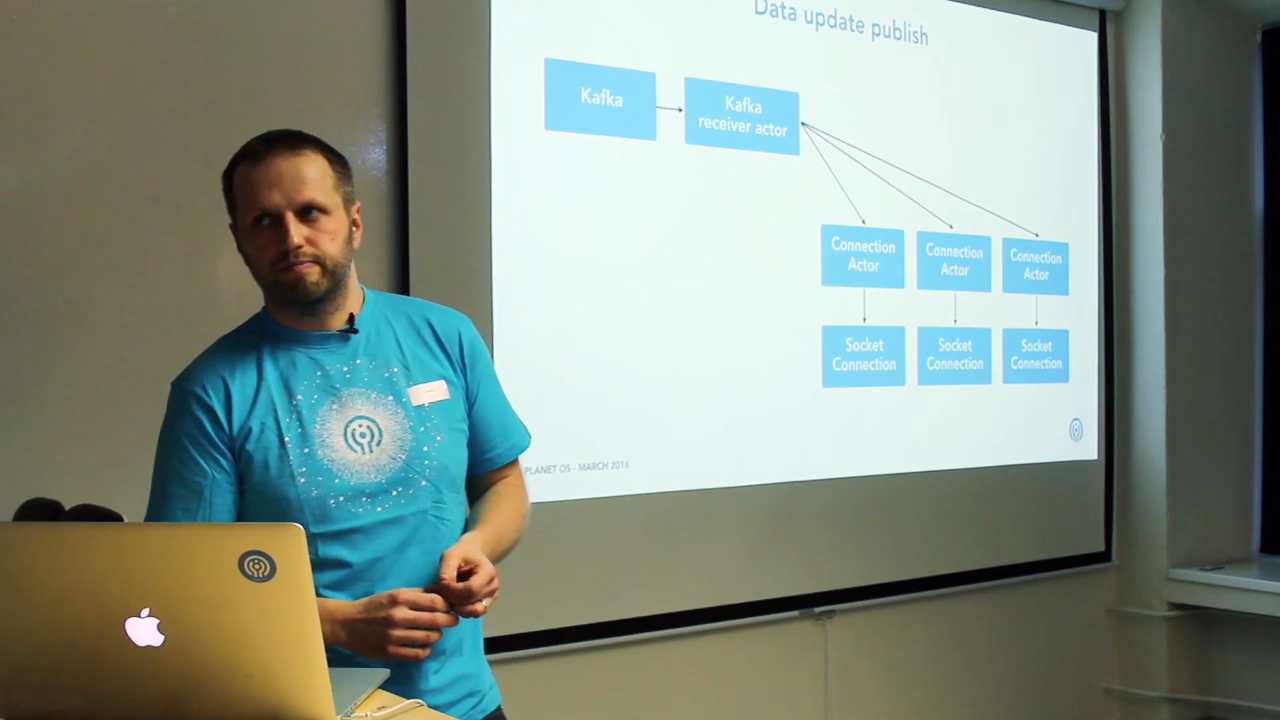 Data update publish
Kafka
Kafka
receiver actor
Connection
Actor
Connection
Actor
Connection
Actor
Socket
Connection
Socket
Connection
Socket
Connection
PLANET OS - MARCH 2016